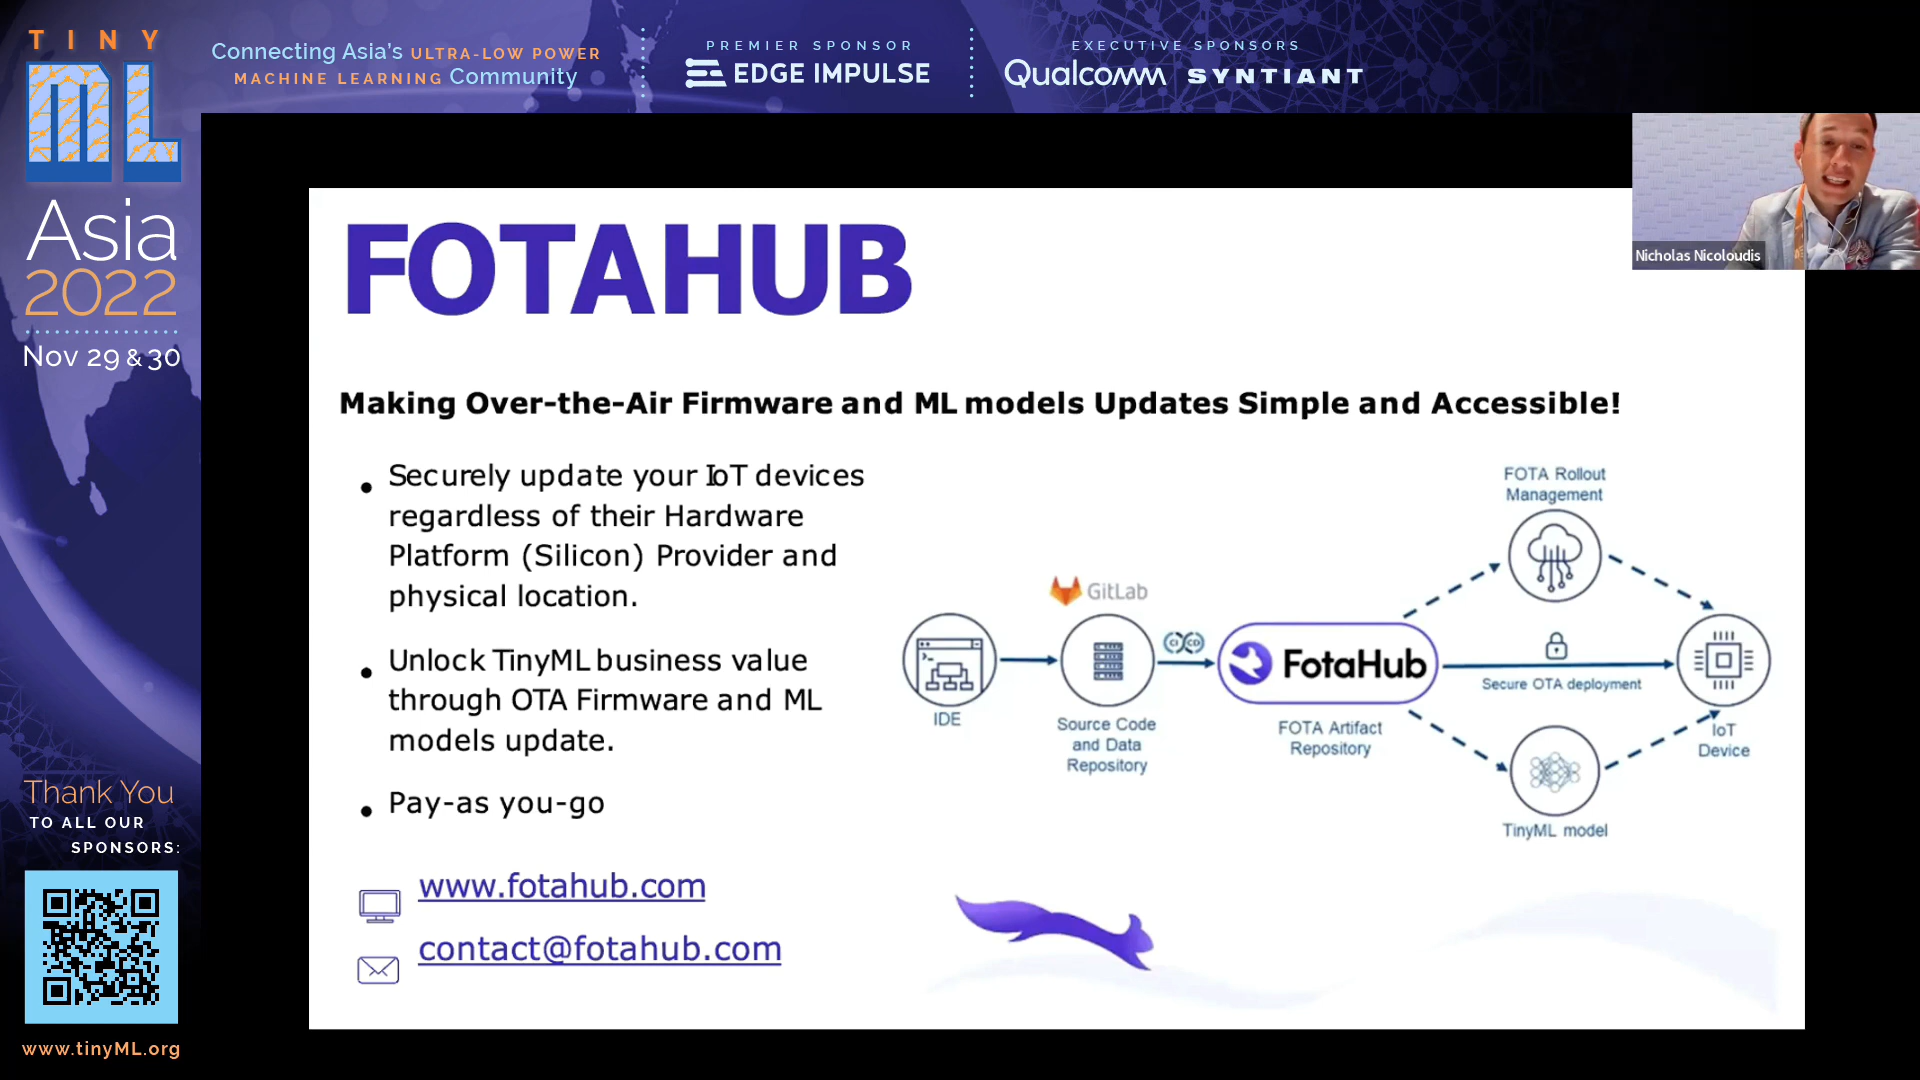 TINY
ML
Asia
2022
Nov 29 & 30
Thank You
TO ALL OUR
SPONSORS:
www.tinyML.org
Connecting Asia's ULTRA-LOW POWER
MACHINE LEARNING Community
PREMIER SPONSOR
EDGE IMPULSE
EXECUTIVE SPONSORS
Qualcomm SYNTIANT
Nicholas Nicoloudis
FOTAHUB
Making Over-the-Air Firmware and ML models Updates Simple and Accessible!
• Securely update your IoT devices
regardless of their Hardware
Platform (Silicon) Provider and
physical location.
• Unlock TinyML business value
through OTA Firmware and ML
models update.
• Pay-as you-go
www.fotahub.com
contact@fotahub.com
IDE
GitLab
Source Code
and Data
Repository
CI CD
FotaHub
FOTA Artifact
Repository
FOTA Rollout
Management
Secure OTA deployment
TinyML model
IoT
Device